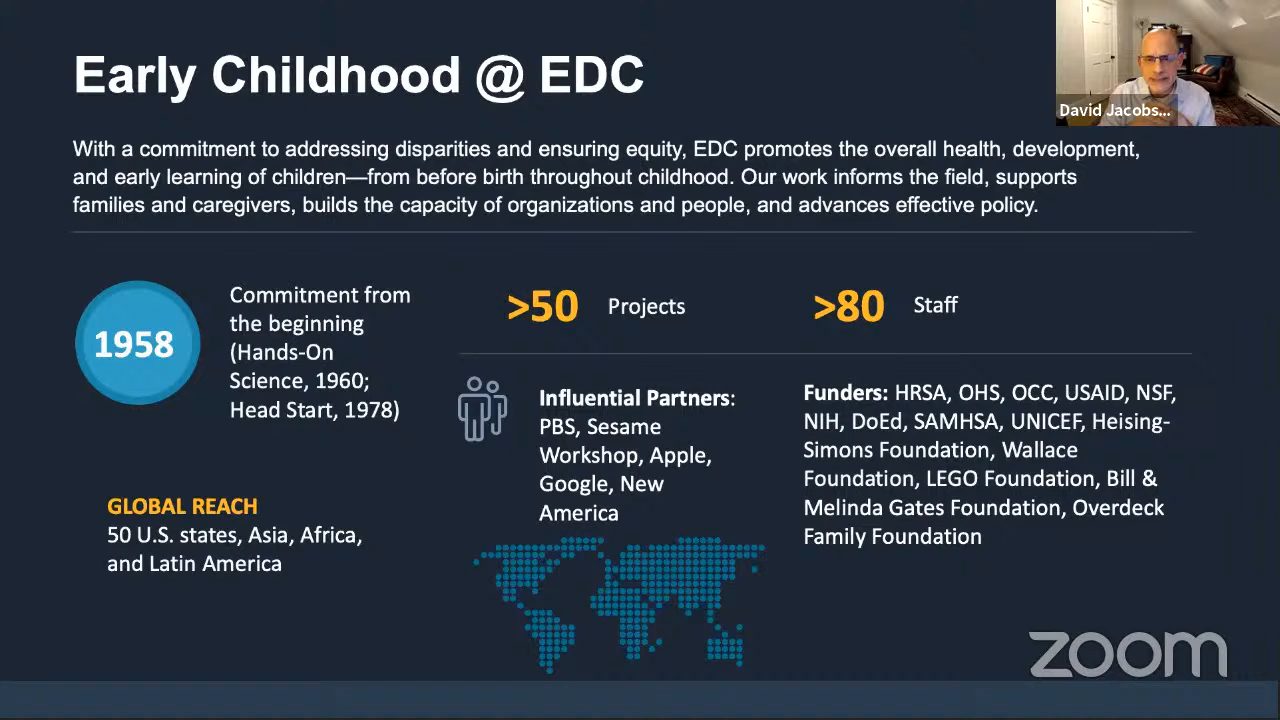 Early Childhood @ EDC
David Jacobs...
With a commitment to addressing disparities and ensuring equity, EDC promotes the overall health, development,
and early learning of children—from before birth throughout childhood. Our work informs the field, supports
families and caregivers, builds the capacity of organizations and people, and advances effective policy.
1958
Commitment from
the beginning
(Hands-On
Science, 1960;
Head Start, 1978)
>50 Projects
>80 Staff
Influential Partners:
PBS, Sesame
Workshop, Apple,
Google, New
America
Funders: HRSA, OHS, OCC, USAID, NSF,
NIH, DoEd, SAMHSA, UNICEF, Heising-
Simons Foundation, Wallace
Foundation, LEGO Foundation, Bill &
Melinda Gates Foundation, Overdeck
Family Foundation
GLOBAL REACH
50 U.S. states, Asia, Africa,
and Latin America
zoom